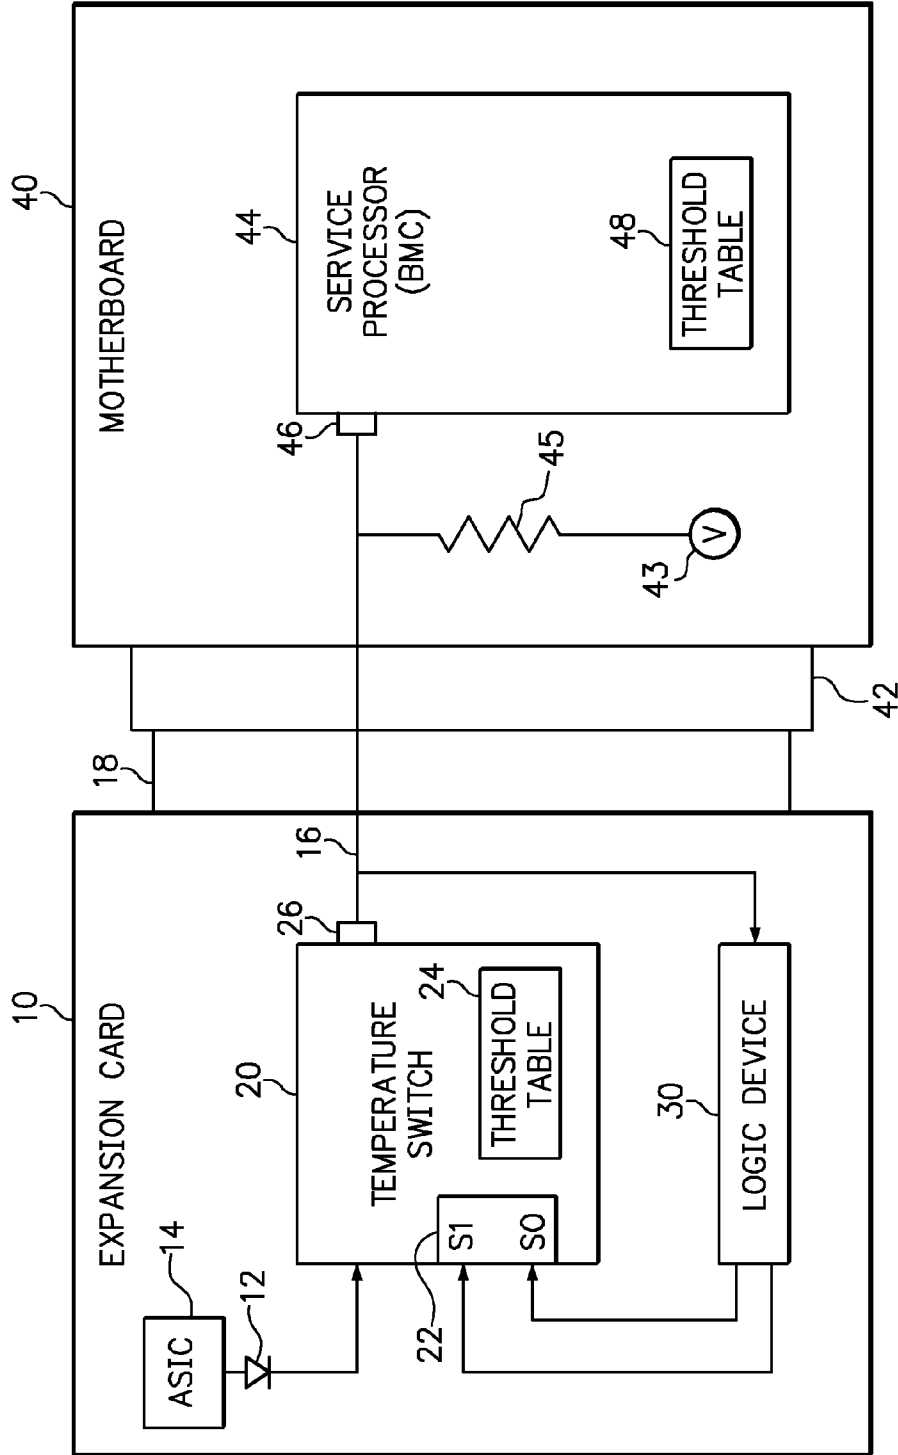 10
EXPANSION CARD
14
ASIC
12
20
TEMPERATURE
SWITCH
22
S1
S0
24
THRESHOLD
TABLE
26
16
30
LOGIC DEVICE
18
42
40
MOTHERBOARD
44
SERVICE
PROCESSOR
(BMC)
46
45
V
43
48
THRESHOLD
TABLE